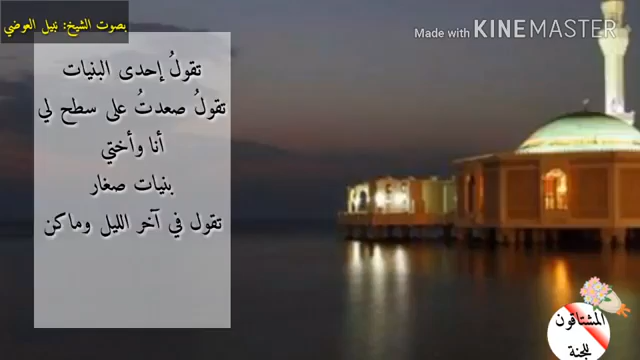 بصوت الشيخ: نبيل العوضي
Made with KINEMASTER
تقولُ إحدى البنيات
تقولُ صعدتُ على سطح لي
أنا وأختي
بنيات صغار
تقول في آخر الليل وماكن
المشتاقون
للجنة